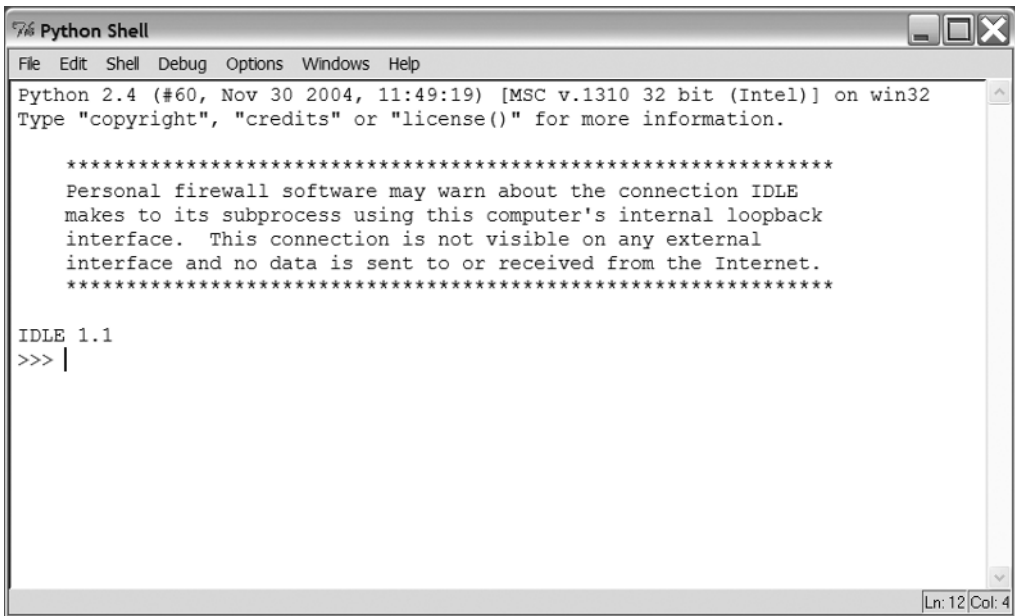 Python Shell
File Edit Shell Debug Options Windows Help
Python 2.4 (#60, Nov 30 2004, 11:49:19) [MSC v.1310 32 bit (Intel)] on win32
Type "copyright", "credits" or "license()" for more information.
****************************************************************
Personal firewall software may warn about the connection IDLE
makes to its subprocess using this computer's internal loopback
interface.  This connection is not visible on any external
interface and no data is sent to or received from the Internet.
****************************************************************
IDLE 1.1
>>>
Ln: 12 Col: 4